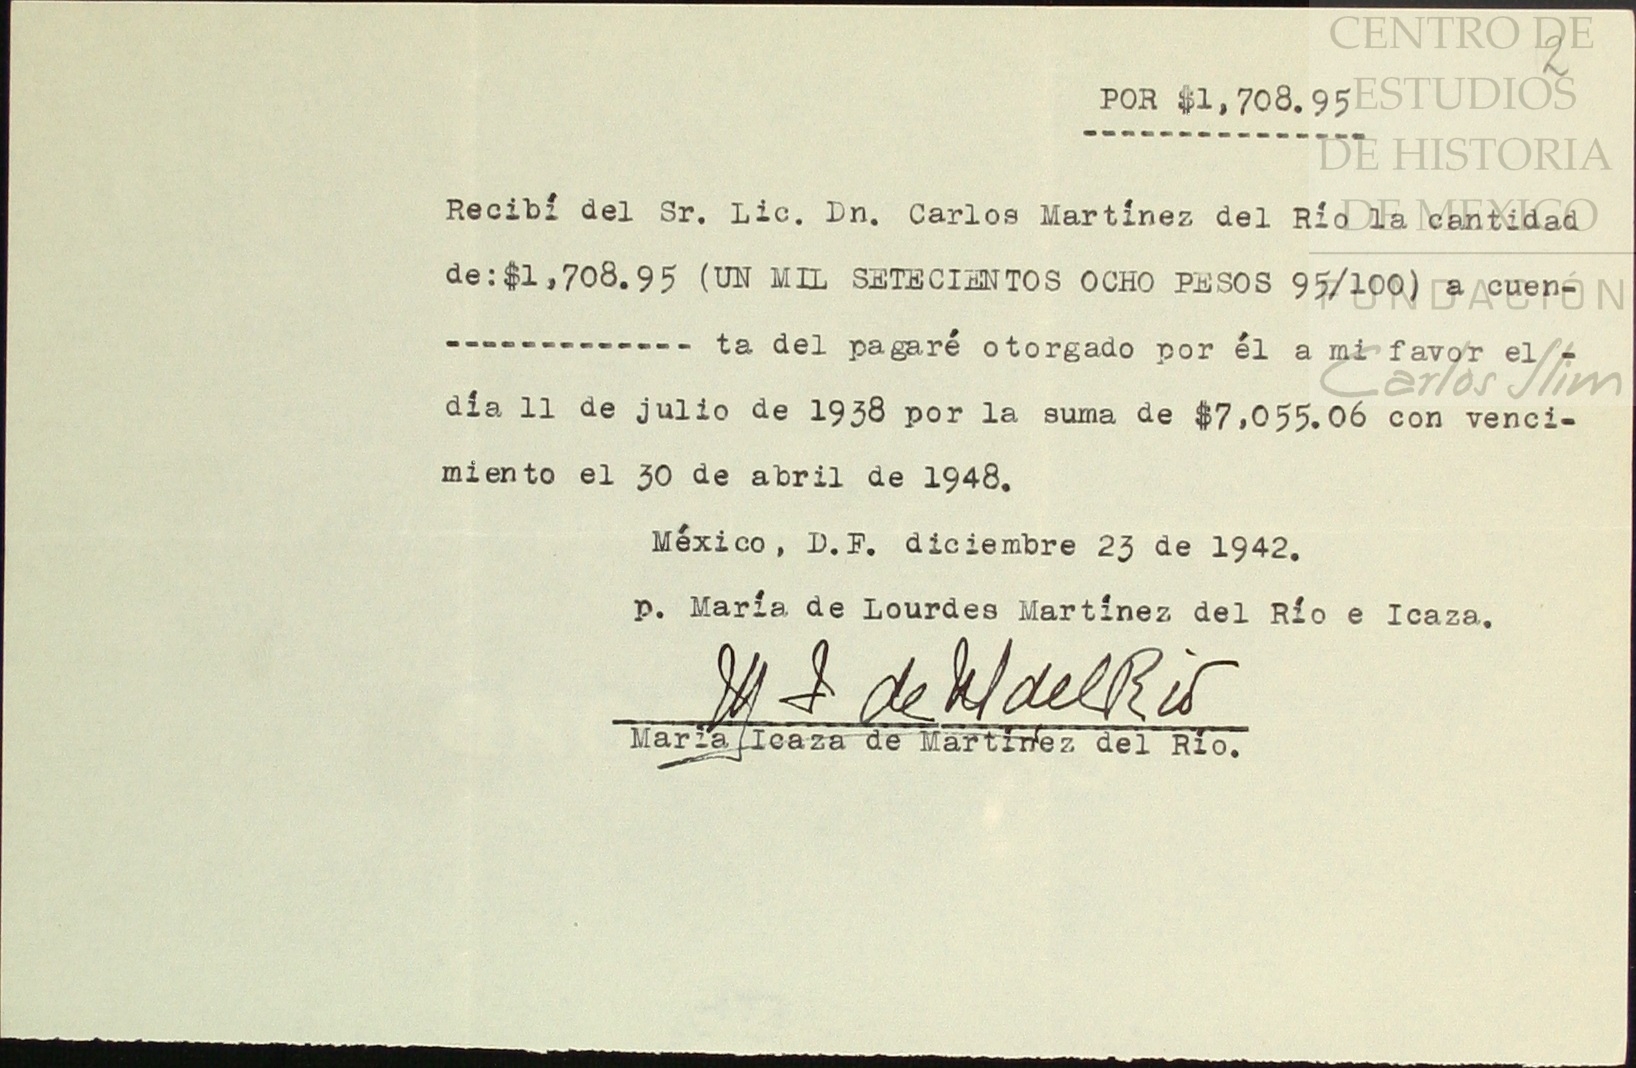 CENTRO DE
2
ESTUDIOS
DE HISTORIA
DE MEXICO
FUNDACIÓN
Carlos Slim
POR $1,708.95
----------------
Recibí del Sr. Lic. Dn. Carlos Martínez del Río la cantidad
de:$1,708.95 (UN MIL SETECIENTOS OCHO PESOS 95/100) a cuen-
------------- ta del pagaré otorgado por él a mi favor el -
día 11 de julio de 1938 por la suma de $7,055.06 con venci-
miento el 30 de abril de 1948.
México, D.F. diciembre 23 de 1942.
p. María de Lourdes Martínez del Río e Icaza.
M I de M del Río
María Icaza de Martínez del Río.